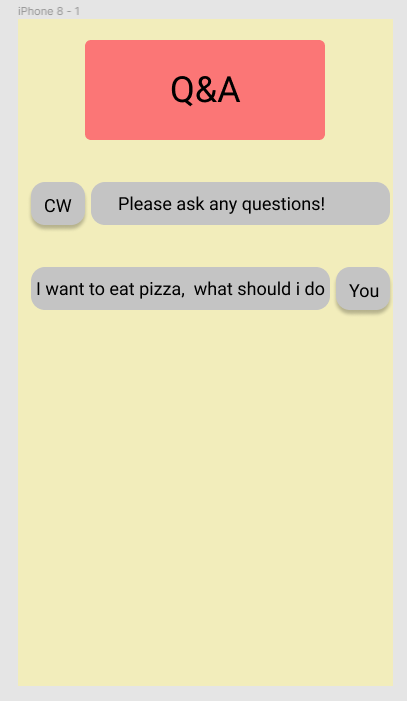 iPhone 8 - 1
Q&A
CW
Please ask any questions!
I want to eat pizza,  what should i do
You